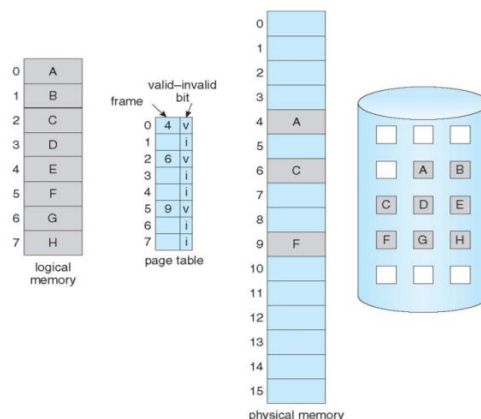 0 A
1 B
2 C
3 D
4 E
5 F
6 G
7 H
logical
memory
valid–invalid
bit
frame
0 4 v
1 i
2 6 v
3 i
4 i
5 9 v
6 i
7 i
page table
0
1
2
3
4 A
5
6 C
7
8
9 F
10
11
12
13
14
15
physical memory
A B
C D E
F G H